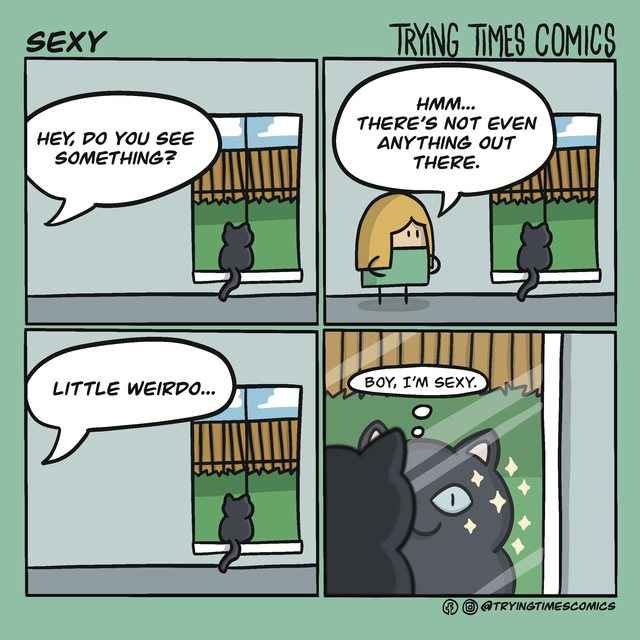 SEXY
TRYING TIMES COMICS
HEY, DO YOU SEE
SOMETHING?
HMM...
THERE'S NOT EVEN
ANYTHING OUT
THERE.
LITTLE WEIRDO...
BOY, I'M SEXY.
@TRYINGTIMESCOMICS